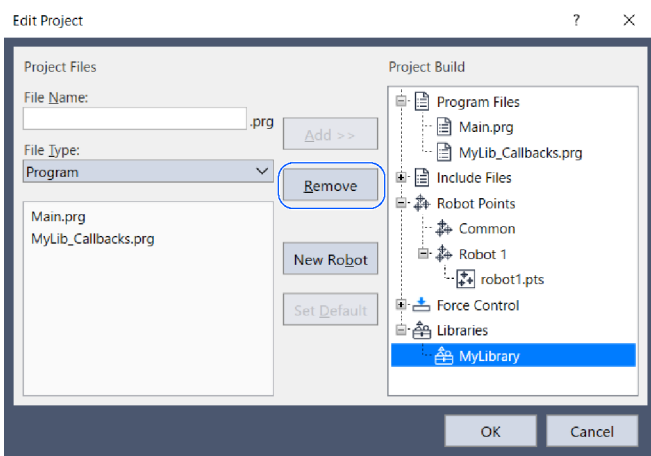 Edit Project
?
Project Files
File Name:
.prg
File Type:
Program
Main.prg
MyLib_Callbacks.prg
Add >>
Remove
New Robot
Set Default
Project Build
Program Files
Main.prg
MyLib_Callbacks.prg
Include Files
Robot Points
Common
Robot 1
robot1.pts
Force Control
Libraries
MyLibrary
OK
Cancel